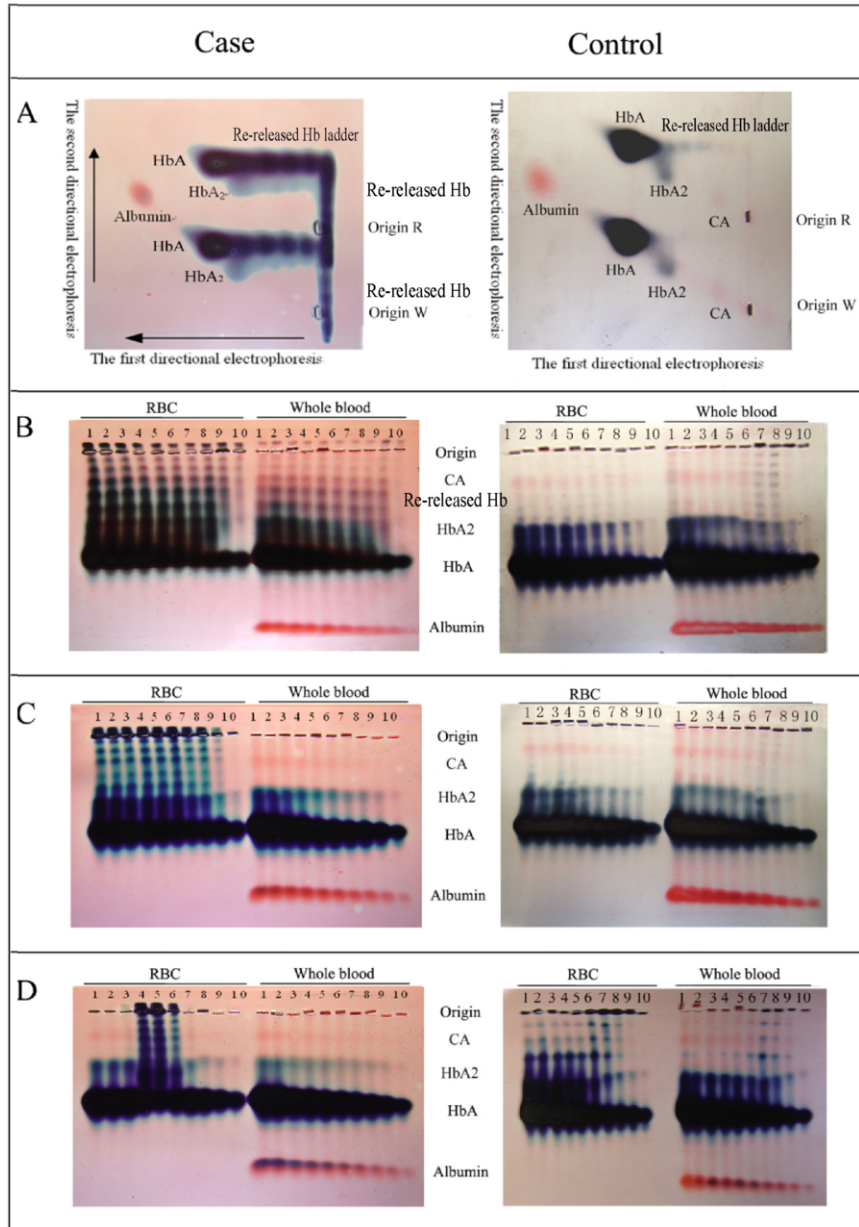 Case
Control
A
The second directional electrophoresis
HbA
Re-released Hb ladder
HbA₂
Re-released Hb
Albumin
Origin R
HbA
HbA₂
Re-released Hb
Origin W
The first directional electrophoresis
HbA
Re-released Hb ladder
HbA2
Albumin
CA
Origin R
HbA
HbA2
CA
Origin W
The first directional electrophoresis
B
RBC
Whole blood
1 2 3 4 5 6 7 8 9 10
1 2 3 4 5 6 7 8 9 10
Origin
CA
Re-released Hb
HbA2
HbA
Albumin
RBC
Whole blood
1 2 3 4 5 6 7 8 9 10
1 2 3 4 5 6 7 8 9 10
C
RBC
Whole blood
1 2 3 4 5 6 7 8 9 10
1 2 3 4 5 6 7 8 9 10
Origin
CA
HbA2
HbA
Albumin
RBC
Whole blood
1 2 3 4 5 6 7 8 9 10
1 2 3 4 5 6 7 8 9 10
D
RBC
Whole blood
1 2 3 4 5 6 7 8 9 10
1 2 3 4 5 6 7 8 9 10
Origin
CA
HbA2
HbA
Albumin
RBC
Whole blood
1 2 3 4 5 6 7 8 9 10
1 2 3 4 5 6 7 8 9 10